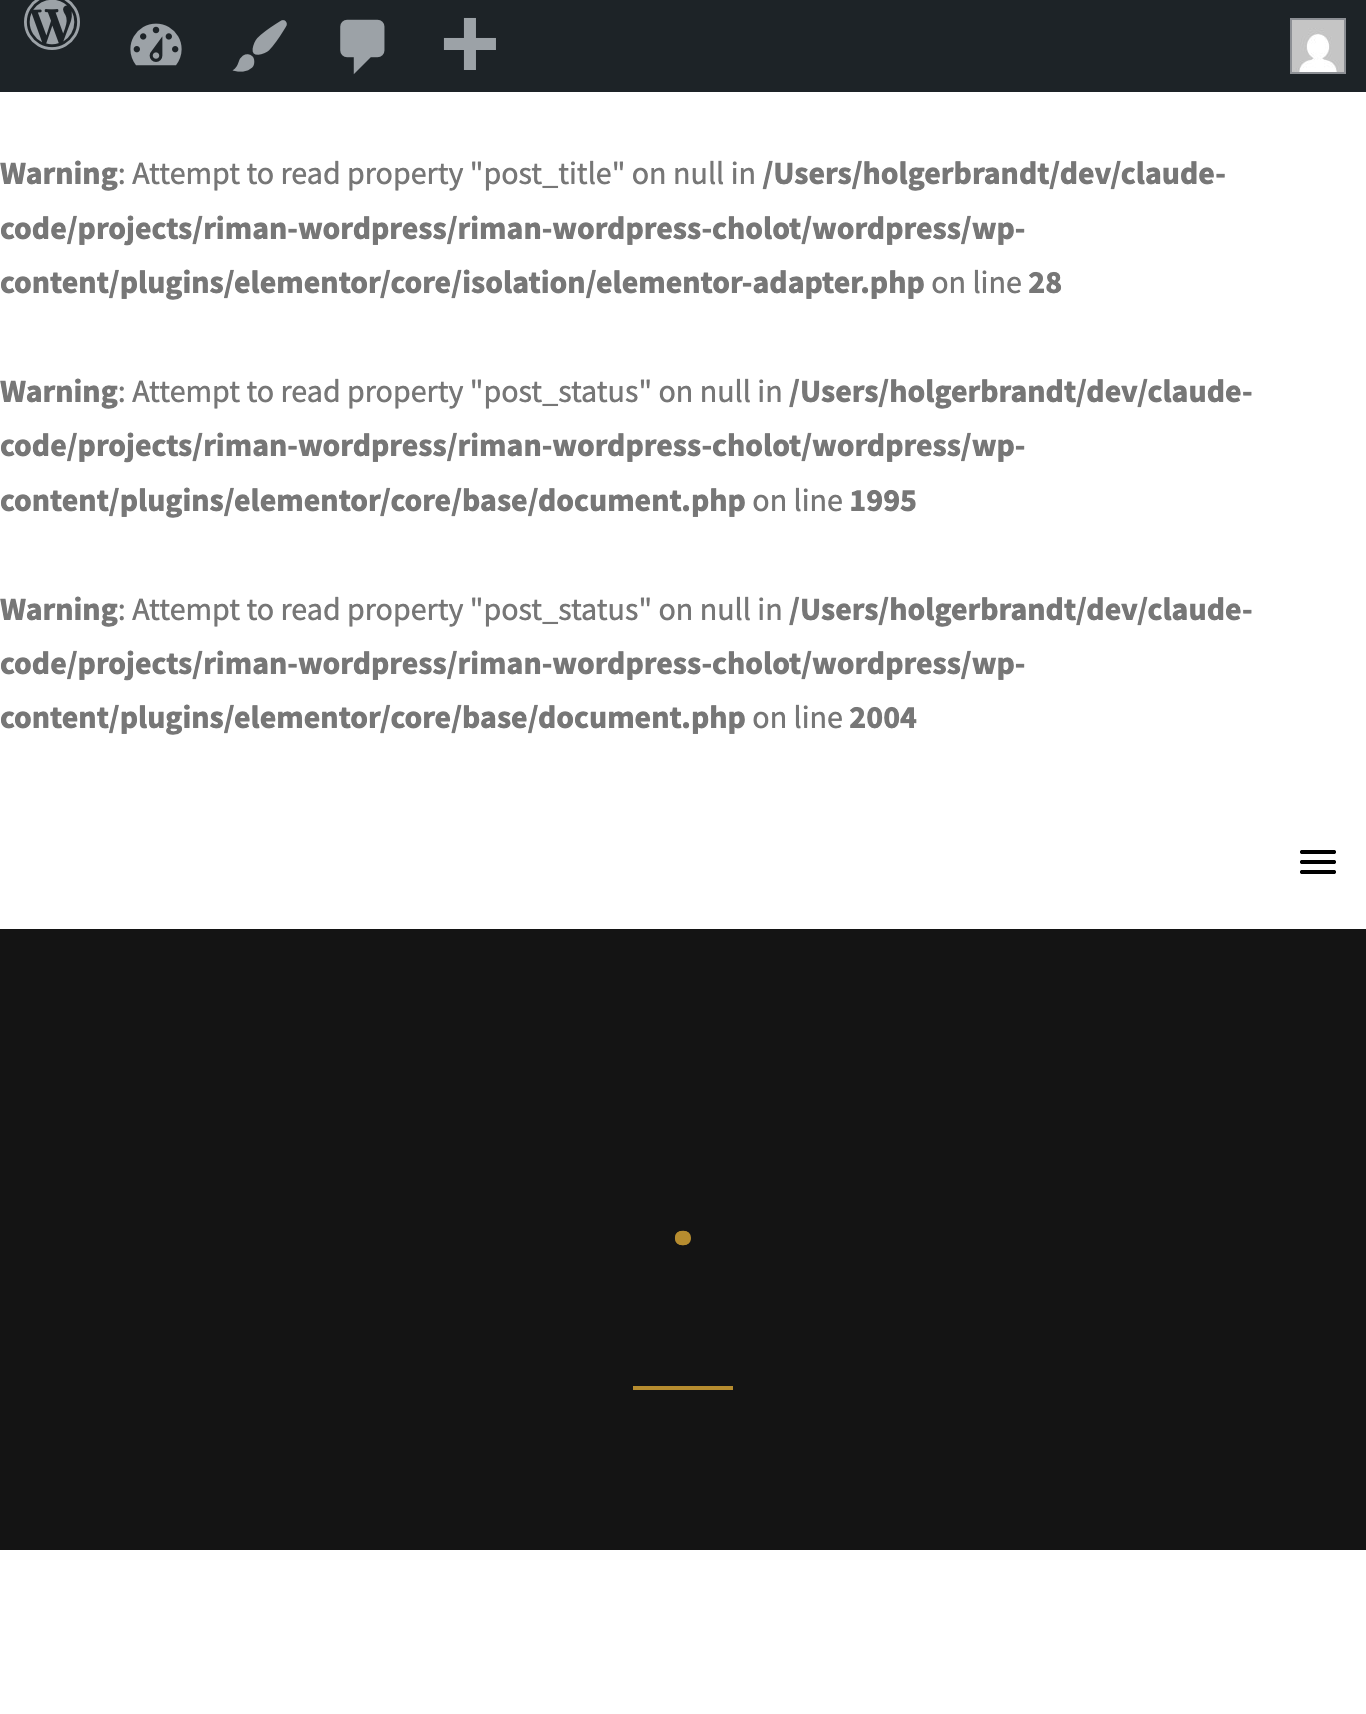 Warning: Attempt to read property "post_title" on null in /Users/holgerbrandt/dev/claude-
code/projects/riman-wordpress/riman-wordpress-cholot/wordpress/wp-
content/plugins/elementor/core/isolation/elementor-adapter.php on line 28
Warning: Attempt to read property "post_status" on null in /Users/holgerbrandt/dev/claude-
code/projects/riman-wordpress/riman-wordpress-cholot/wordpress/wp-
content/plugins/elementor/core/base/document.php on line 1995
Warning: Attempt to read property "post_status" on null in /Users/holgerbrandt/dev/claude-
code/projects/riman-wordpress/riman-wordpress-cholot/wordpress/wp-
content/plugins/elementor/core/base/document.php on line 2004